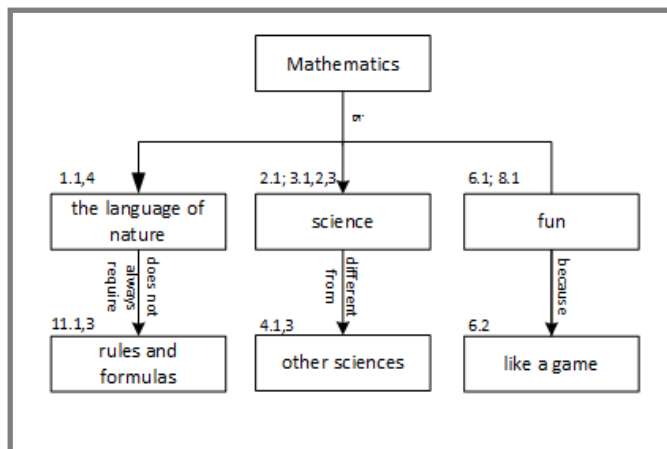 Mathematics
is
1.1,4
2.1; 3.1,2,3
6.1; 8.1
the language of
nature
science
fun
does not
always
require
different
from
because
11.1,3
4.1,3
6.2
rules and
formulas
other sciences
like a game